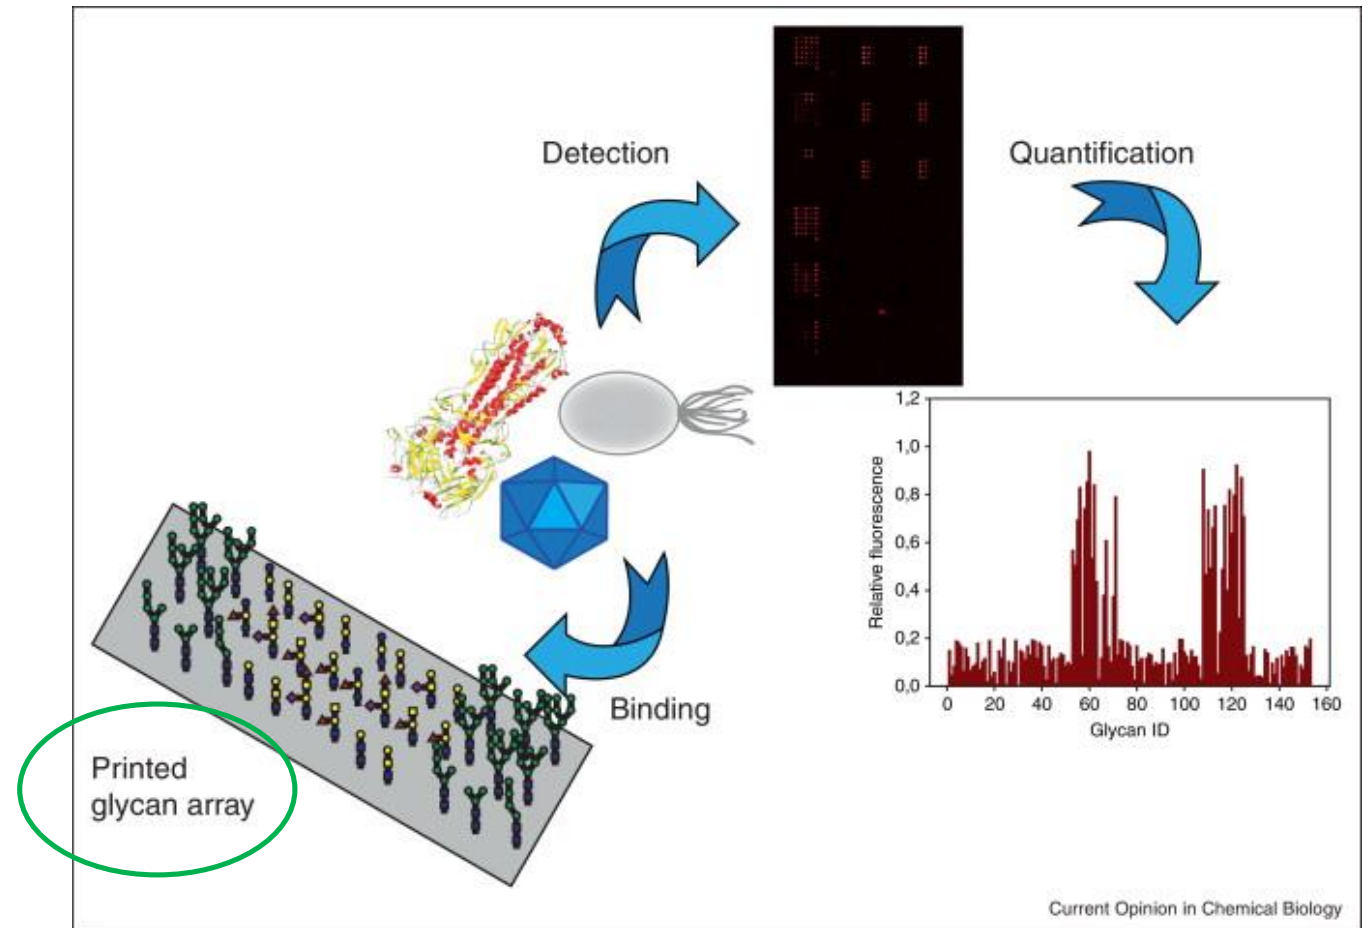 Detection
Quantification
Binding
Printed
glycan array
1,2
1,0
0,8
0,6
0,4
0,2
0,0
Relative fluorescence
0 20 40 60 80 100 120 140 160
Glycan ID
Current Opinion in Chemical Biology